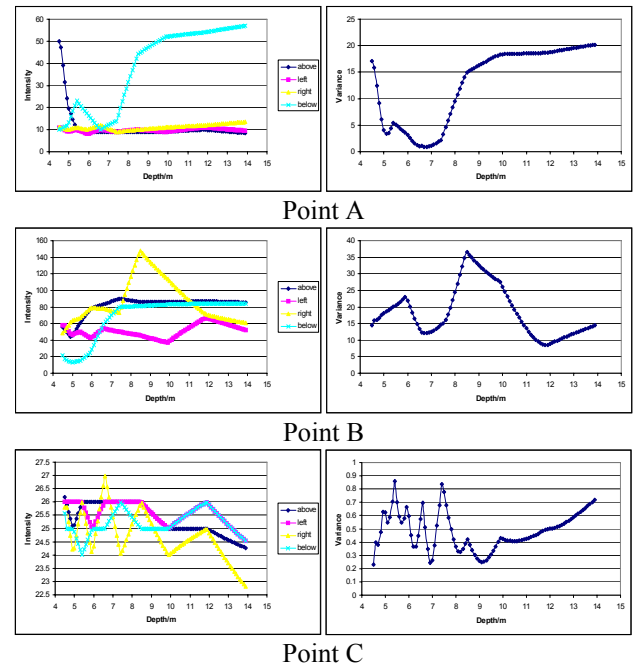 60
50
40
30
20
10
0
Intensity
4 5 6 7 8 9 10 11 12 13 14 15
Depth/m
above
left
right
below
25
20
15
10
5
0
Variance
4 5 6 7 8 9 10 11 12 13 14 15
Depth/m
Point A
160
140
120
100
80
60
40
20
0
Intensity
4 5 6 7 8 9 10 11 12 13 14 15
Depth/m
above
left
right
below
40
35
30
25
20
15
10
5
0
Variance
4 5 6 7 8 9 10 11 12 13 14 15
Depth/m
Point B
27.5
27
26.5
26
25.5
25
24.5
24
23.5
23
22.5
Intensity
4 5 6 7 8 9 10 11 12 13 14 15
Depth/m
above
left
right
below
1
0.9
0.8
0.7
0.6
0.5
0.4
0.3
0.2
0.1
0
Variance
4 5 6 7 8 9 10 11 12 13 14 15
Depth/m
Point C